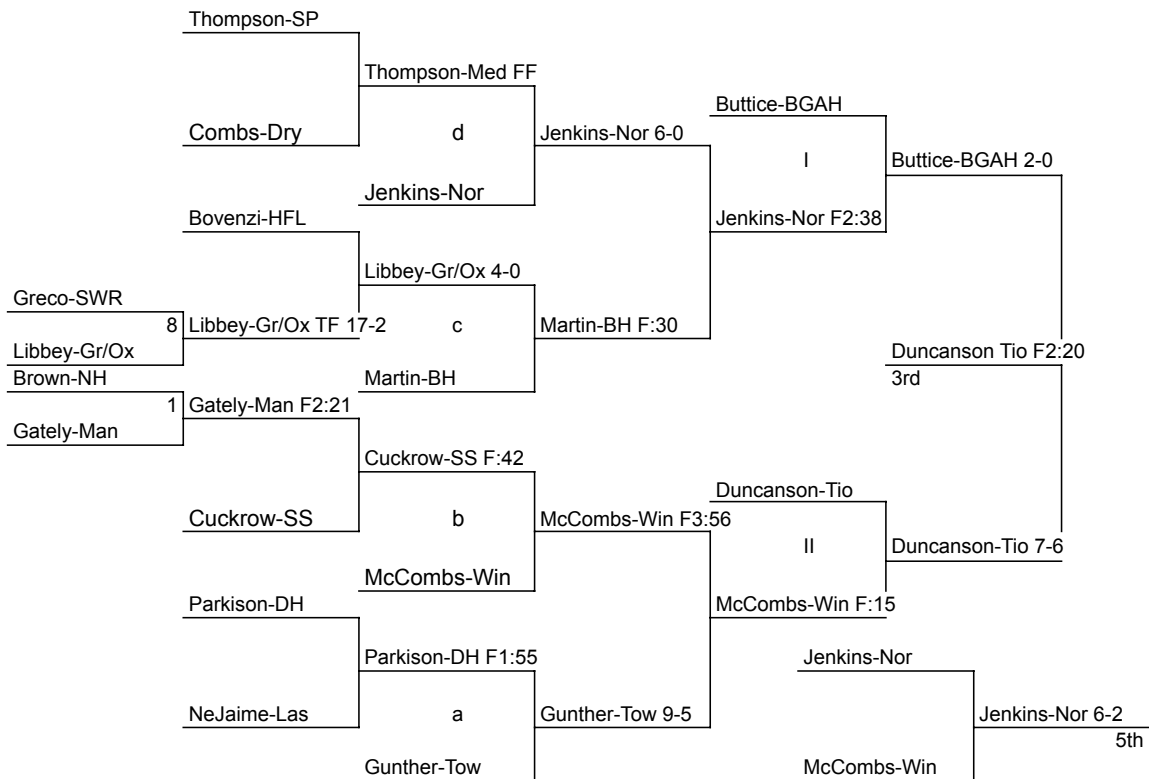 Thompson-SP
Thompson-Med FF
Buttice-BGAH
Combs-Dry
d
Jenkins-Nor 6-0
I
Buttice-BGAH 2-0
Jenkins-Nor
Bovenzi-HFL
Jenkins-Nor F2:38
Libbey-Gr/Ox 4-0
Greco-SWR
8
Libbey-Gr/Ox TF 17-2
c
Martin-BH F:30
Libbey-Gr/Ox
Duncanson Tio F2:20
Brown-NH
Martin-BH
3rd
1
Gately-Man F2:21
Gately-Man
Cuckrow-SS F:42
Duncanson-Tio
Cuckrow-SS
b
McCombs-Win F3:56
II
Duncanson-Tio 7-6
McCombs-Win
Parkison-DH
McCombs-Win F:15
Parkison-DH F1:55
Jenkins-Nor
NeJaime-Las
a
Gunther-Tow 9-5
Jenkins-Nor 6-2
5th
Gunther-Tow
McCombs-Win